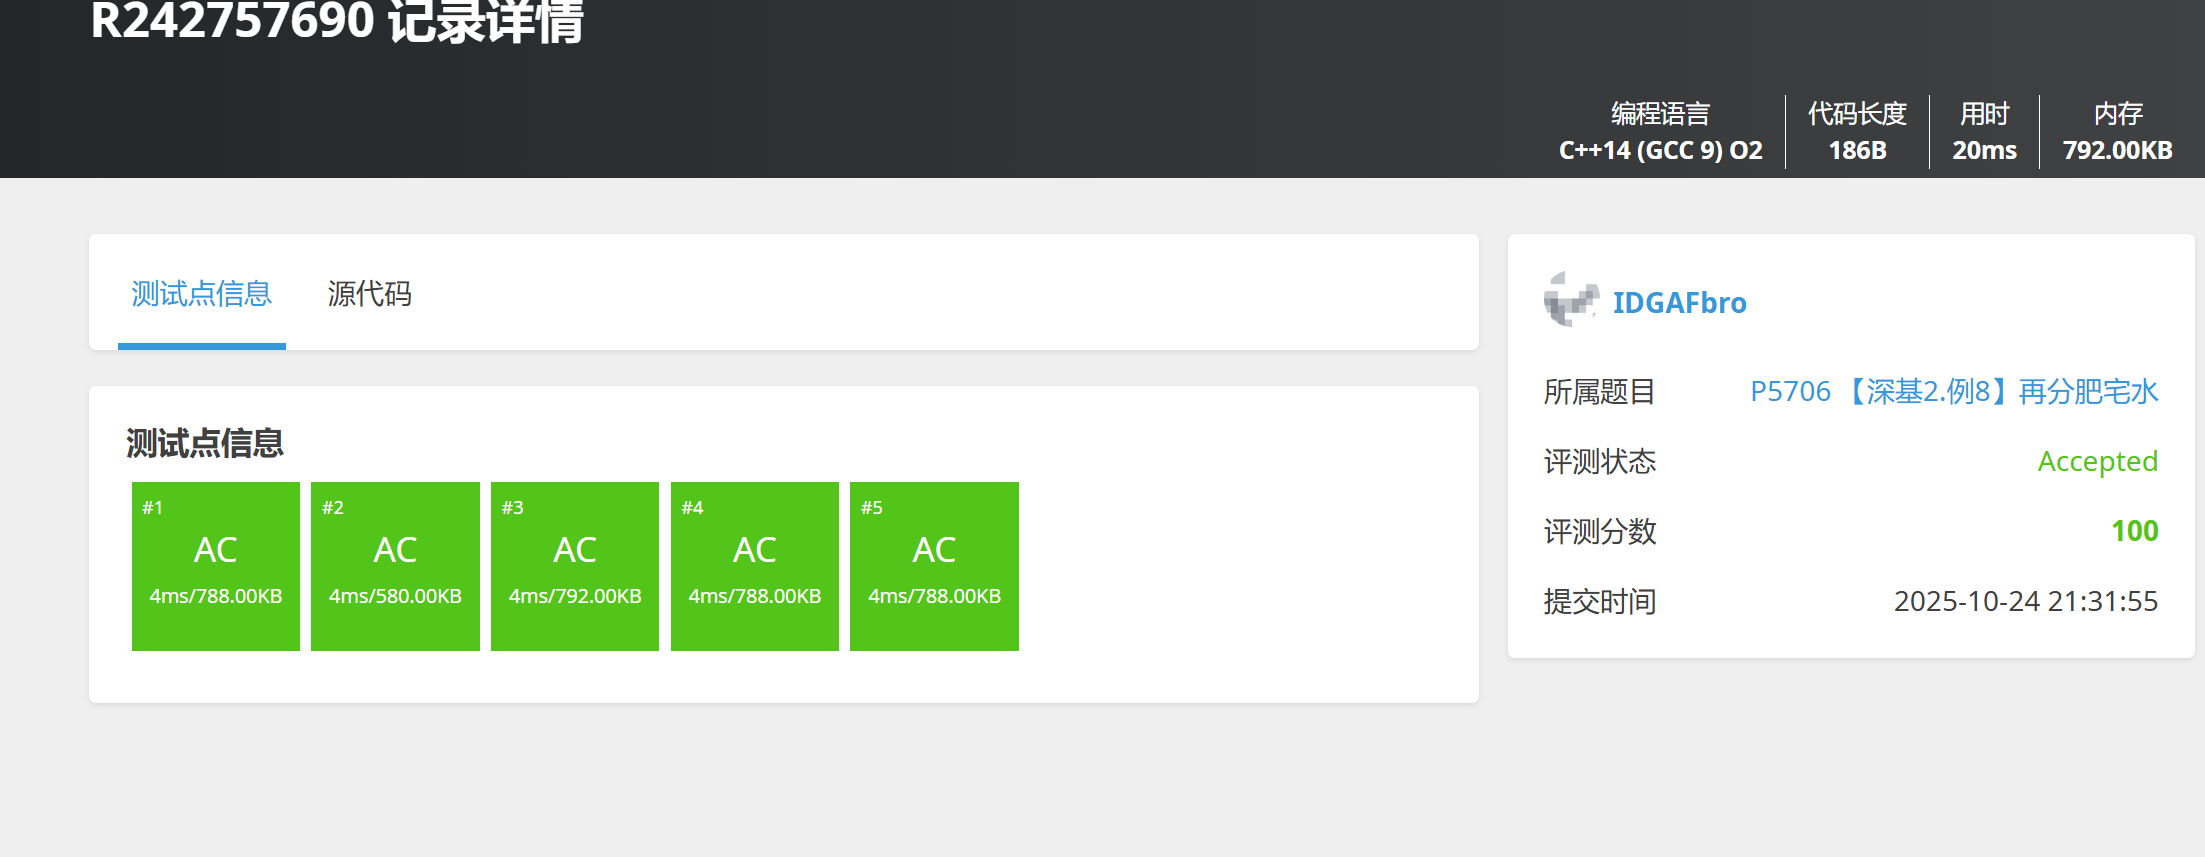 R242757690 记录详情
编程语言
C++14 (GCC 9) O2
代码长度
186B
用时
20ms
内存
792.00KB
测试点信息
源代码
测试点信息
#1
AC
4ms/788.00KB
#2
AC
4ms/580.00KB
#3
AC
4ms/792.00KB
#4
AC
4ms/788.00KB
#5
AC
4ms/788.00KB
IDGAFbro
所属题目 P5706 【深基2.例8】再分肥宅水
评测状态 Accepted
评测分数 100
提交时间 2025-10-24 21:31:55